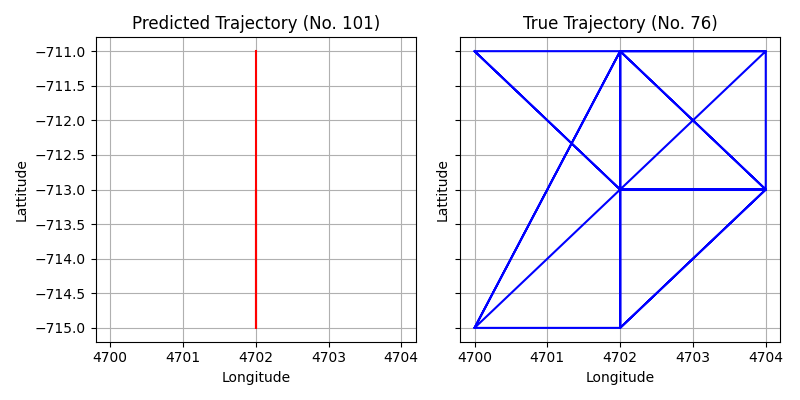 Predicted Trajectory (No. 101)
True Trajectory (No. 76)
−711.0
−711.5
−712.0
−712.5
−713.0
−713.5
−714.0
−714.5
−715.0
Lattitude
Lattitude
4700 4701 4702 4703 4704
4700 4701 4702 4703 4704
Longitude
Longitude